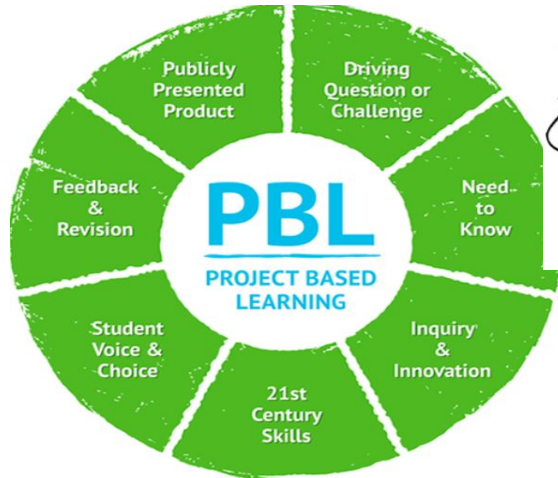 PBL
PROJECT BASED
LEARNING
Driving
Question or
Challenge
Need
to
Know
Inquiry
&
Innovation
21st
Century
Skills
Student
Voice &
Choice
Feedback
&
Revision
Publicly
Presented
Product